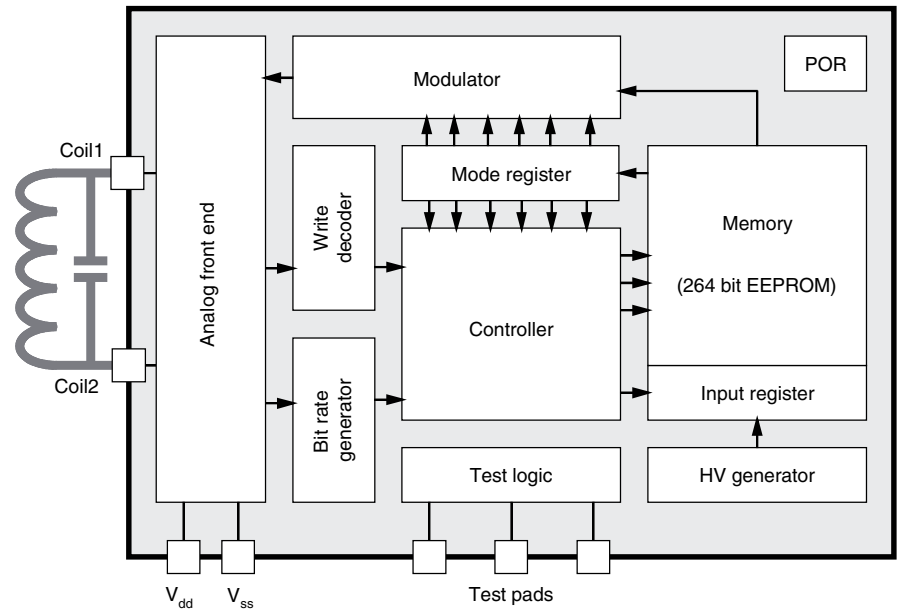 Modulator
POR
Coil1
Mode register
Memory
(264 bit EEPROM)
Analog front end
Write
decoder
Controller
Coil2
Bit rate
generator
Input register
Test logic
HV generator
Vdd
Vss
Test pads